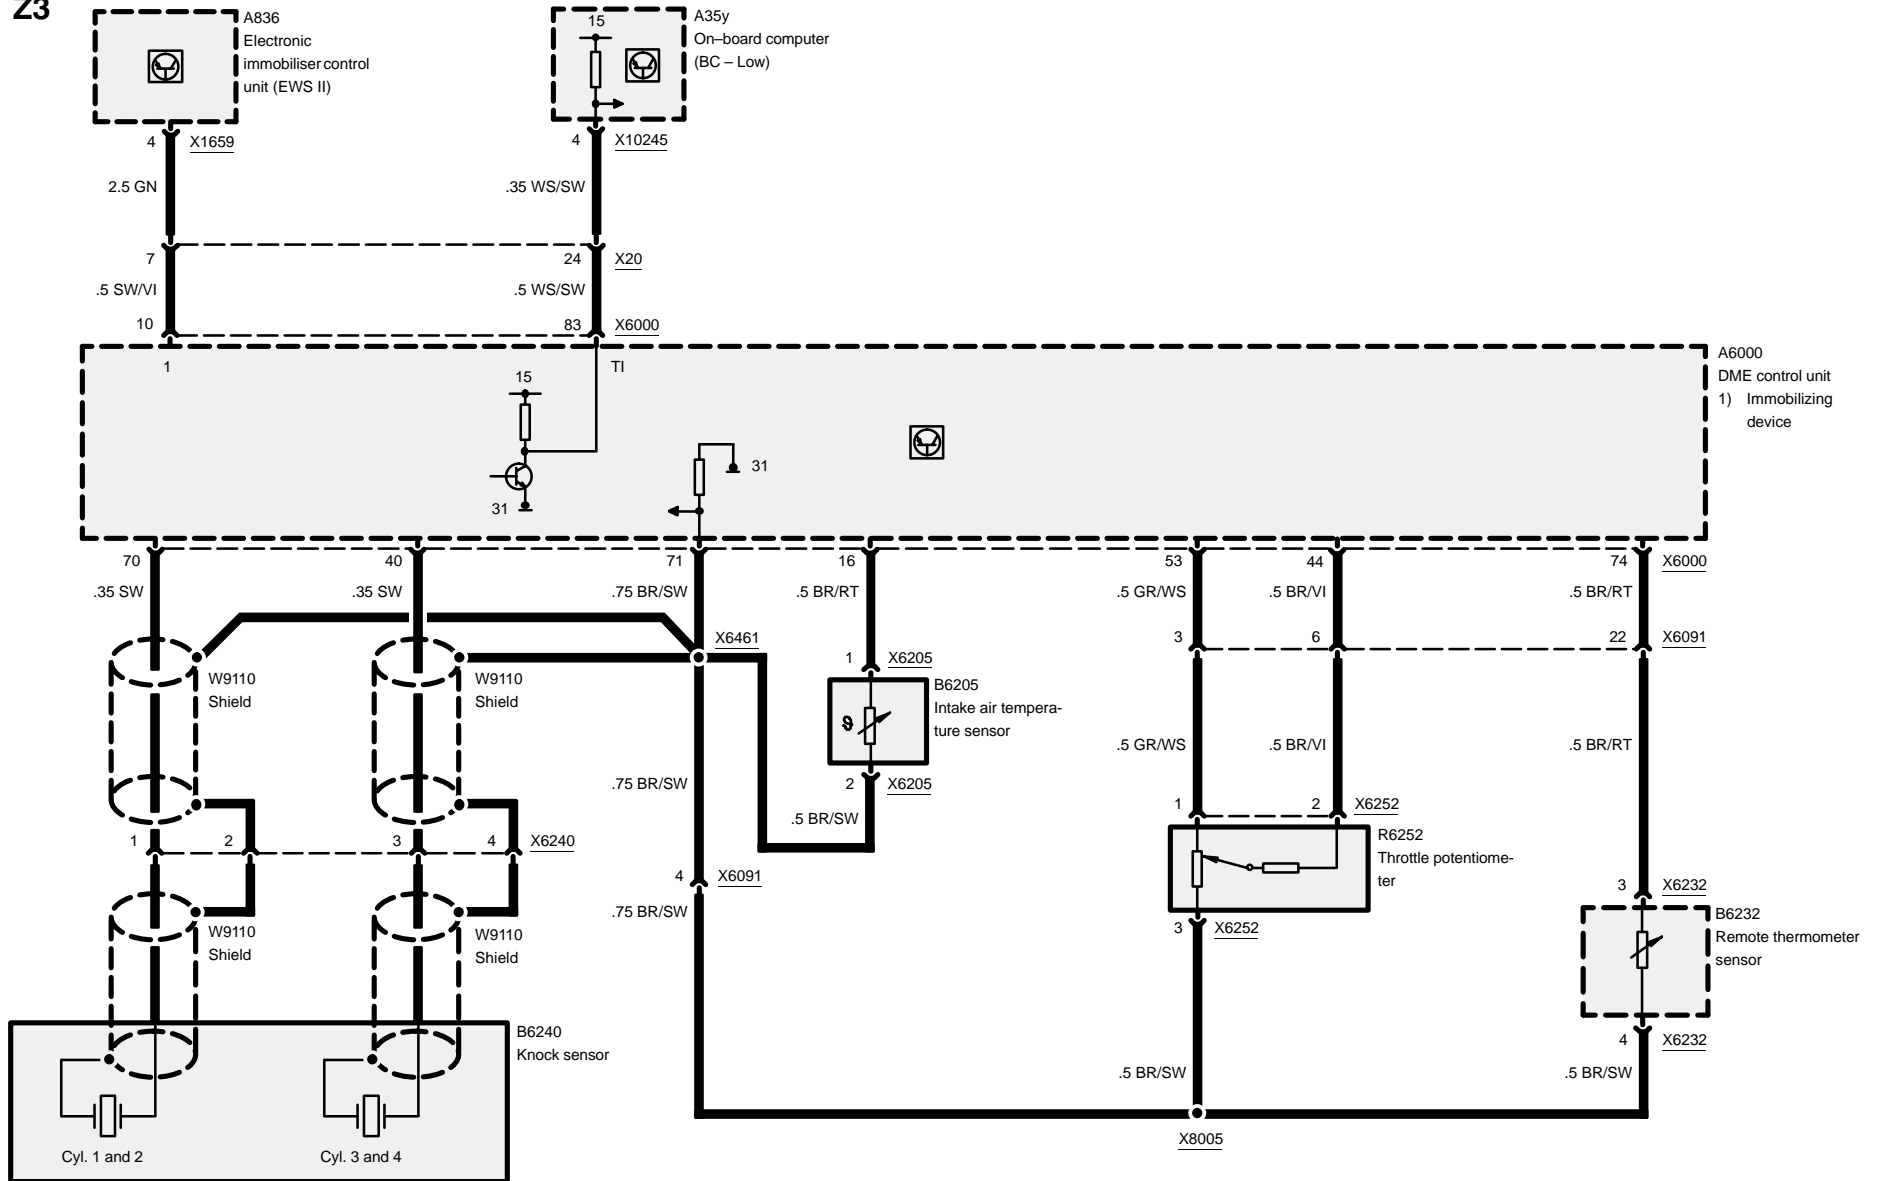 Z3
A836
Electronic
immobiliser control
unit (EWS II)
15
A35y
On–board computer
(BC – Low)
4 X1659
4 X10245
2.5 GN
.35 WS/SW
7
24 X20
.5 SW/VI
.5 WS/SW
10
83 X6000
1
TI
A6000
DME control unit
1) Immobilizing
device
15
31
31
70
40
71
16
53
44
74 X6000
.35 SW
.35 SW
.75 BR/SW
.5 BR/RT
.5 GR/WS
.5 BR/VI
.5 BR/RT
X6461
3
6
22 X6091
1 X6205
W9110
Shield
W9110
Shield
B6205
Intake air tempera-
ture sensor
ϑ
.5 GR/WS
.5 BR/VI
.5 BR/RT
.75 BR/SW
2 X6205
.5 BR/SW
1
2 X6252
1
2
3
4 X6240
R6252
Throttle potentiome-
ter
4 X6091
.75 BR/SW
3 X6232
W9110
Shield
W9110
Shield
3 X6252
B6232
Remote thermometer
sensor
B6240
Knock sensor
4 X6232
.5 BR/SW
.5 BR/SW
X8005
Cyl. 1 and 2
Cyl. 3 and 4